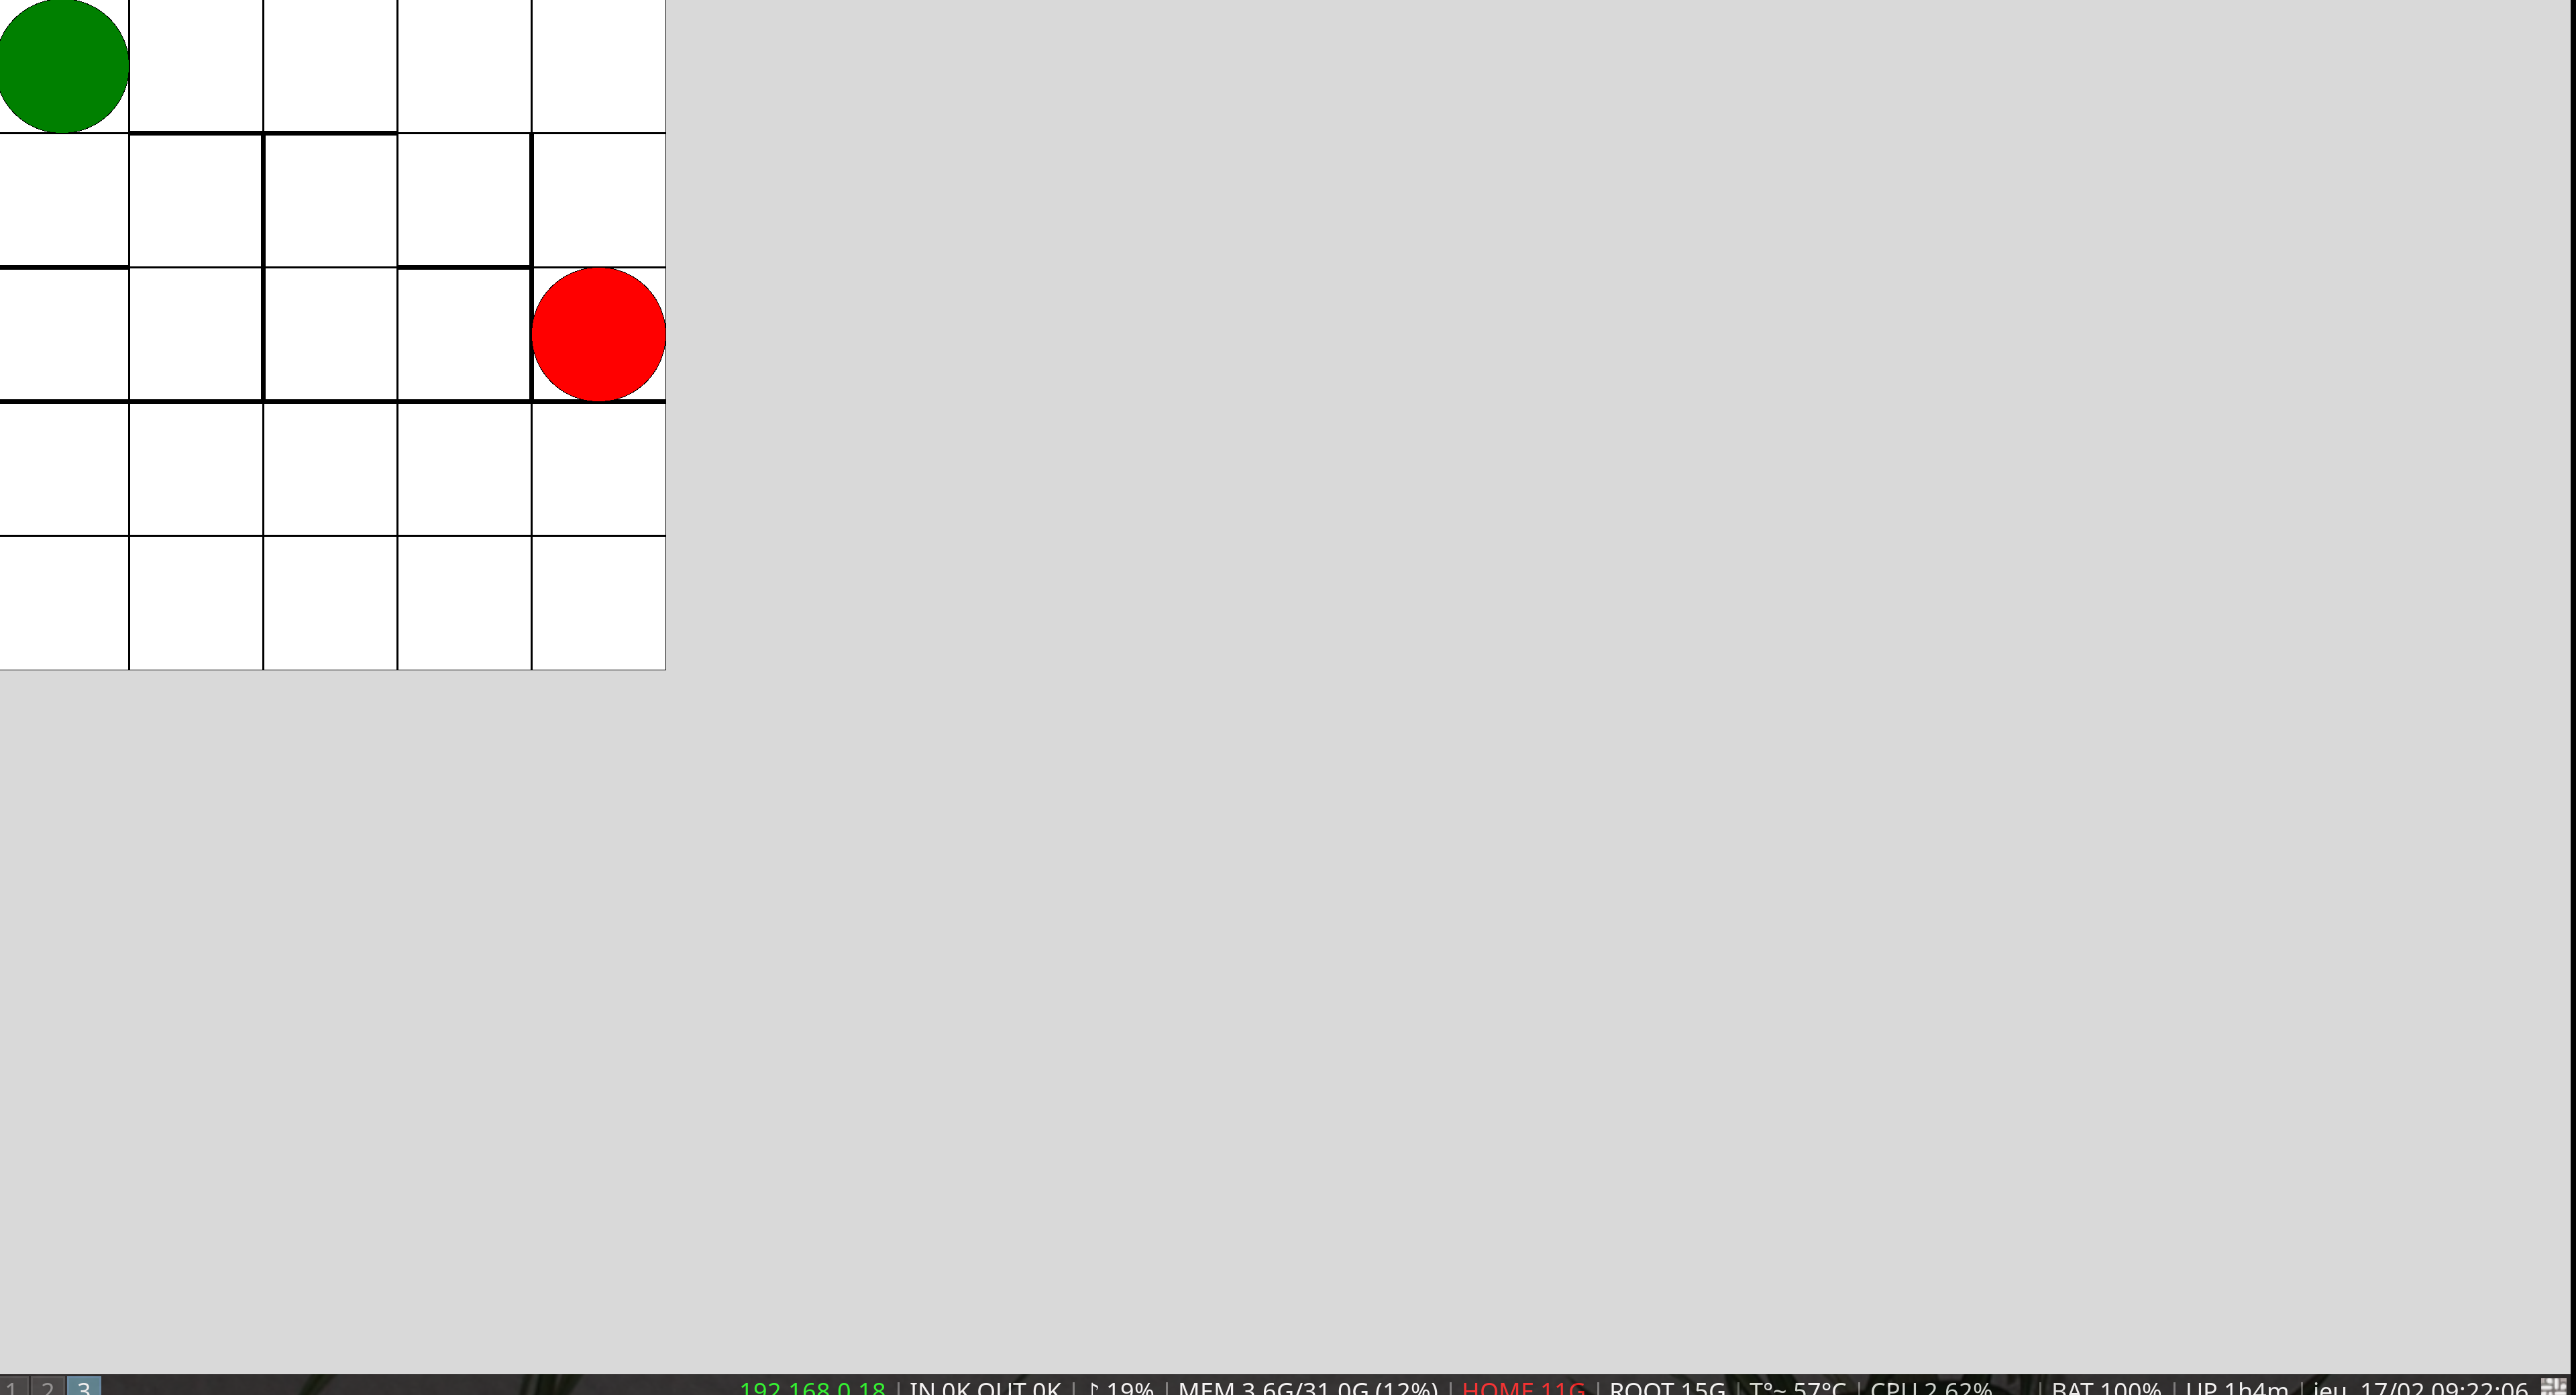 1 2 3 192.168.0.18 | IN 0K OUT 0K | ♪ 19% | MEM 3.6G/31.0G (12%) | HOME 11G | ROOT 15G | T°~ 57°C | CPU 2.62% | BAT 100% | UP 1h4m | jeu. 17/02 09:22:06